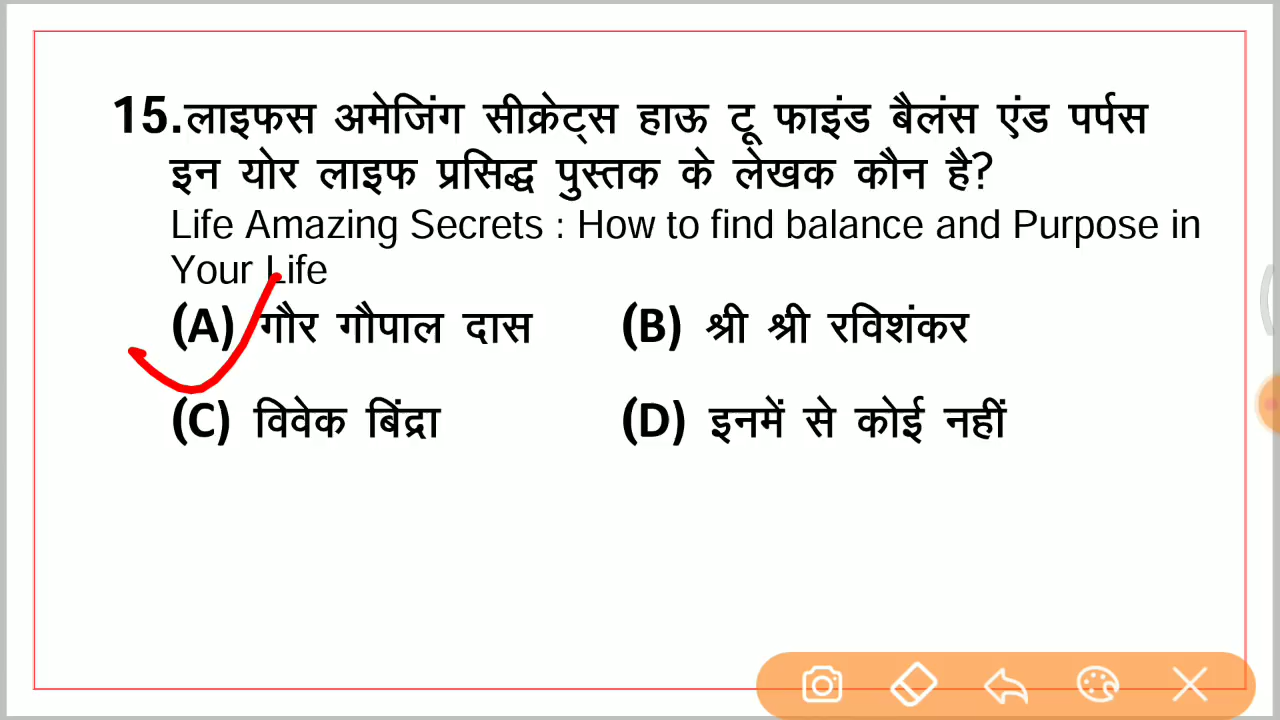 15.लाइफस अमेजिंग सीक्रेट्स हाऊ टू फाइंड बैलंस एंड पर्पस
इन योर लाइफ प्रसिद्ध पुस्तक के लेखक कौन है?
Life Amazing Secrets : How to find balance and Purpose in
Your Life
(A) गौर गौपाल दास (B) श्री श्री रविशंकर
(C) विवेक बिंद्रा (D) इनमें से कोई नहीं